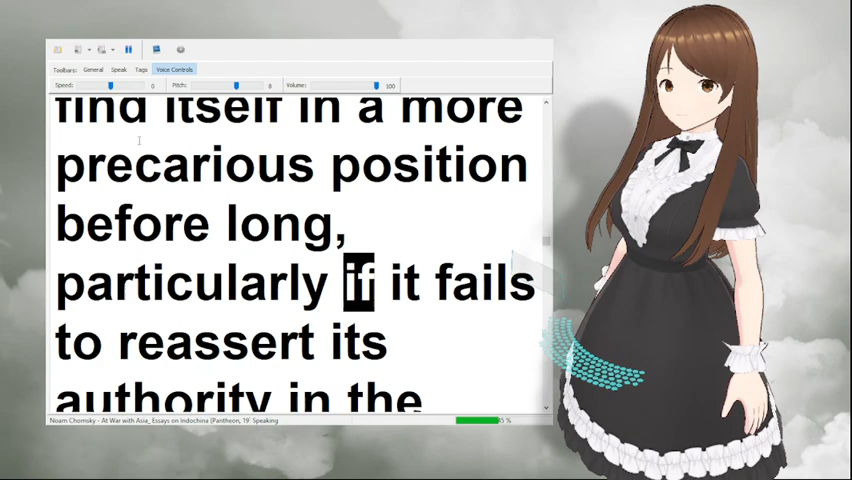 Toolbars: General Speak Tags Voice Controls
Speed: 0 Pitch: 8 Volume: 100
find itself in a more
precarious position
before long,
particularly if it fails
to reassert its
authority in the
Noam Chomsky - At War with Asia_ Essays on Indochina (Pantheon, 19 Speaking